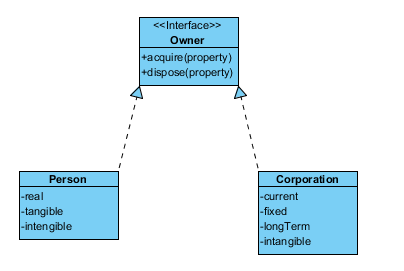 <<Interface>>
Owner
+acquire(property)
+dispose(property)
Person
-real
-tangible
-intengible
Corporation
-current
-fixed
-longTerm
-intangible